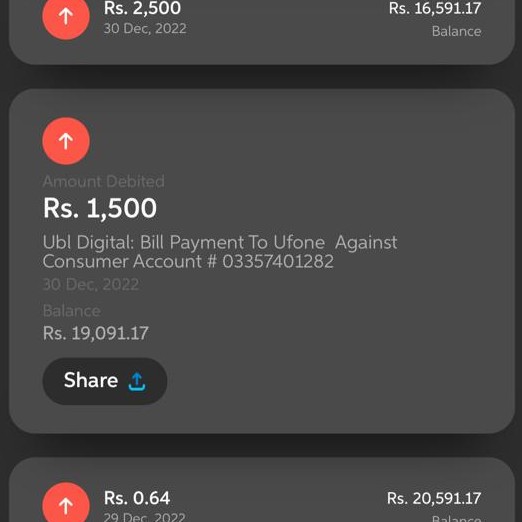 Rs. 2,500
Rs. 16,591.17
30 Dec, 2022
Balance
Amount Debited
Rs. 1,500
Ubl Digital: Bill Payment To Ufone  Against
Consumer Account # 03357401282
30 Dec, 2022
Balance
Rs. 19,091.17
Share
Rs. 0.64
Rs. 20,591.17
29 Dec, 2022
Balance